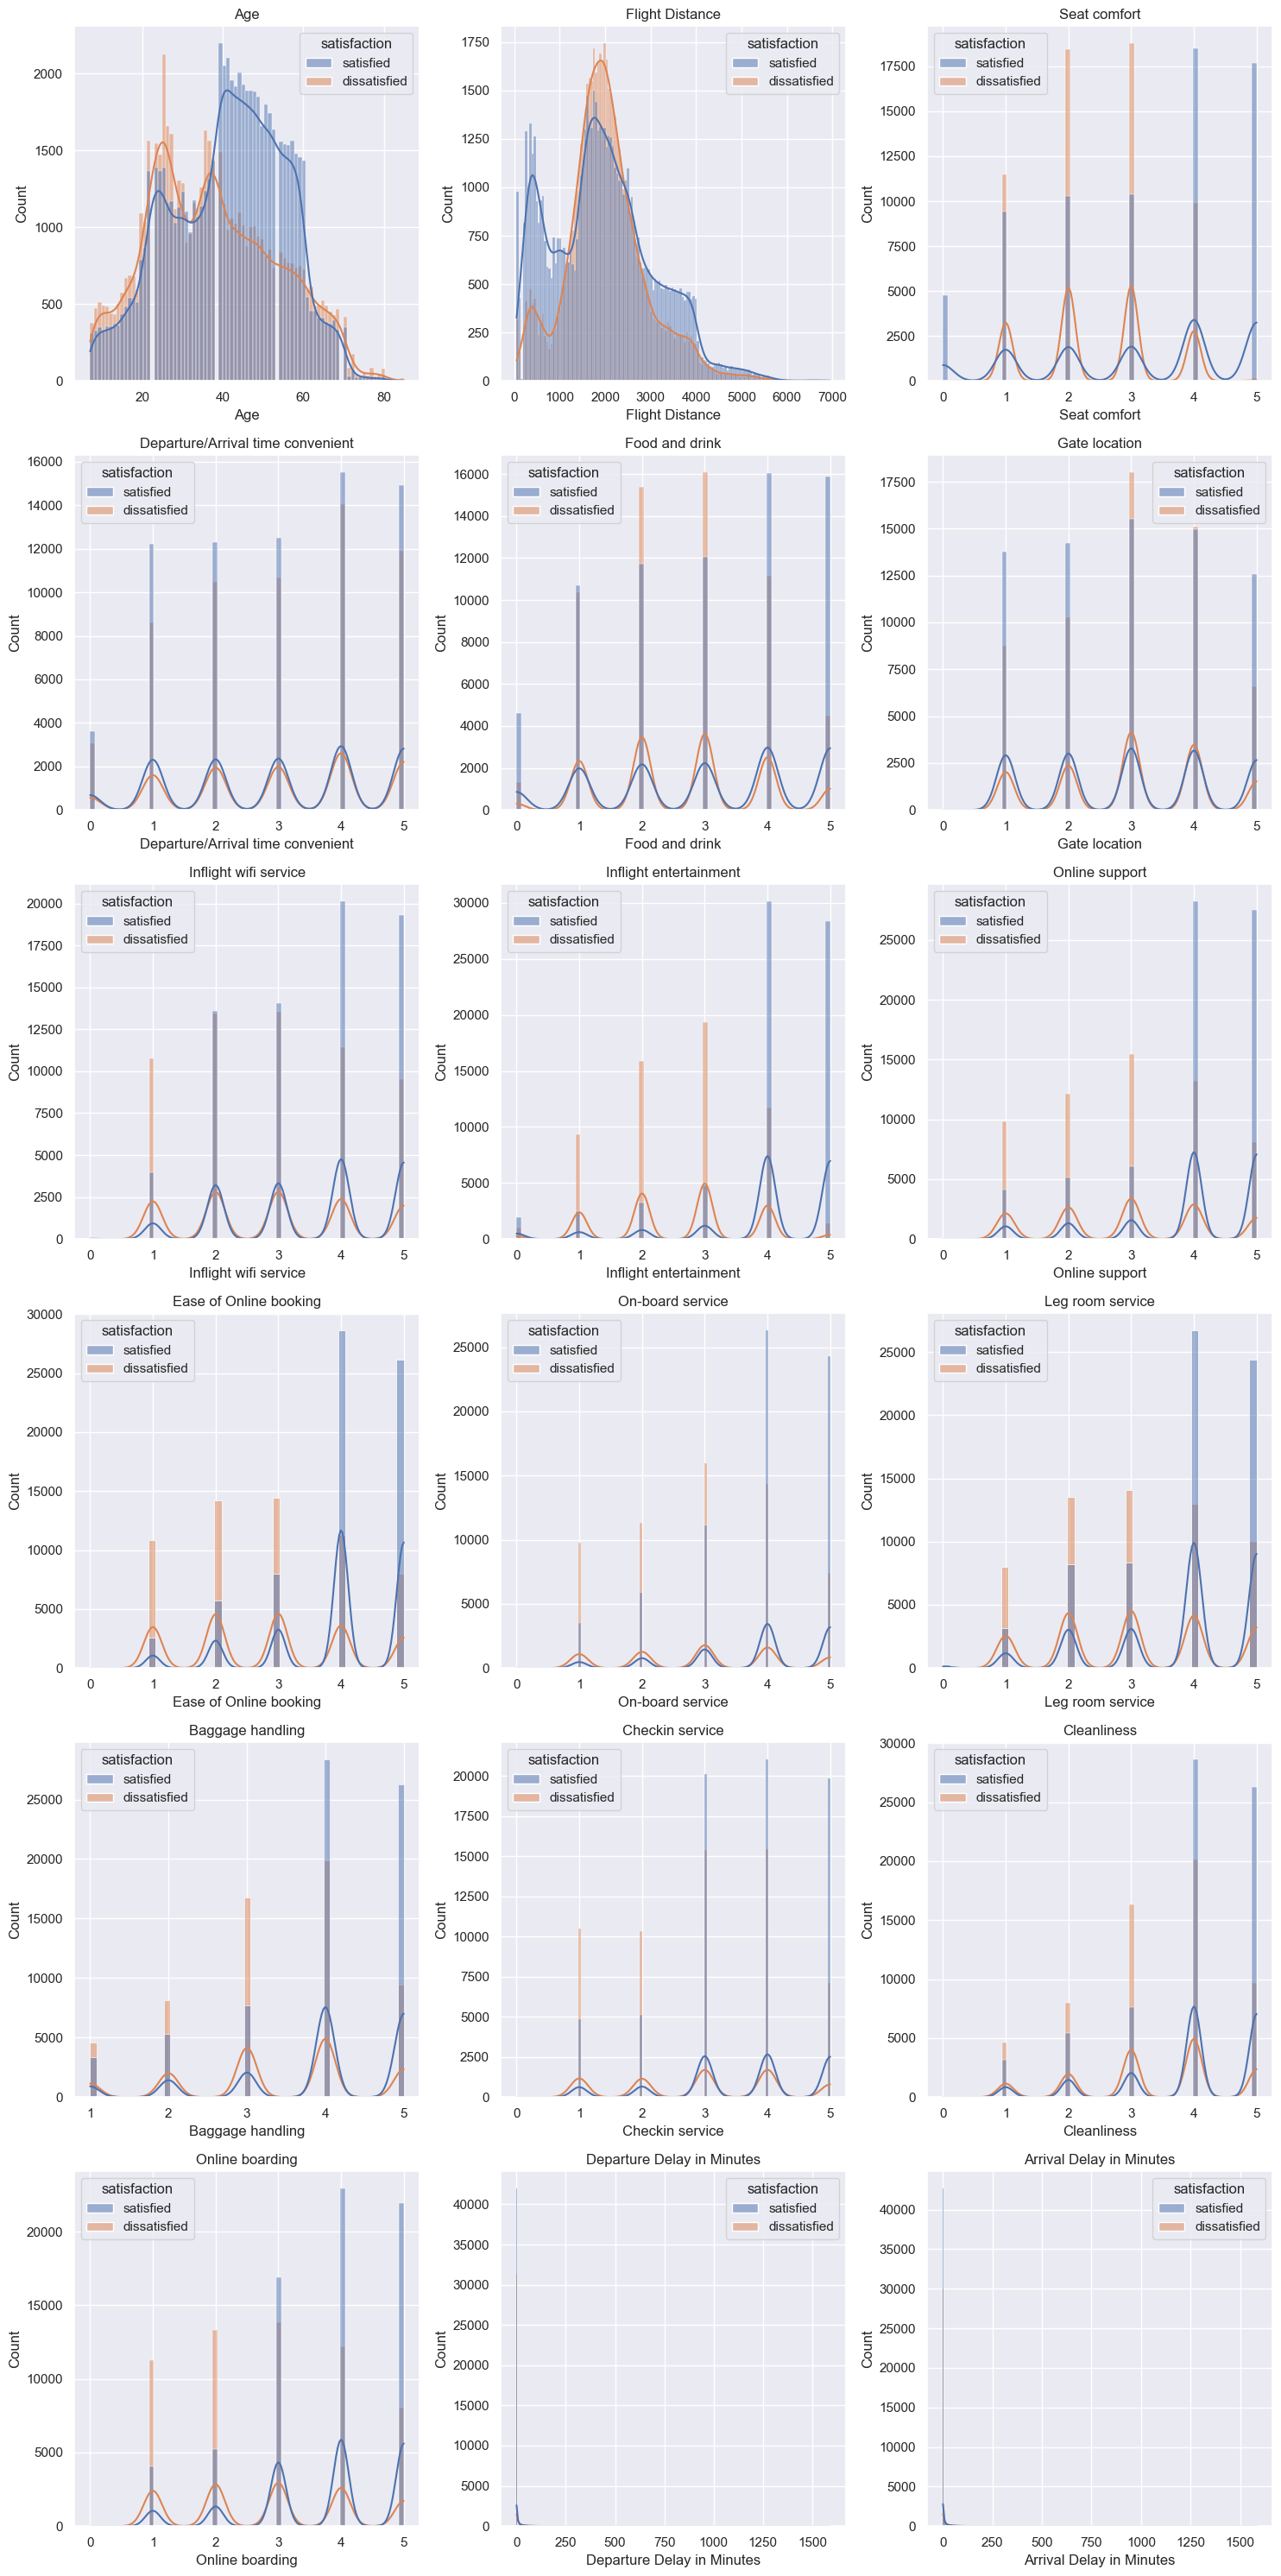 Age
satisfaction
satisfied
dissatisfied
Count
2000
1500
1000
500
0
20 40 60 80
Age
Flight Distance
satisfaction
satisfied
dissatisfied
Count
1750
1500
1250
1000
750
500
250
0
0 1000 2000 3000 4000 5000 6000 7000
Flight Distance
Seat comfort
satisfaction
satisfied
dissatisfied
Count
17500
15000
12500
10000
7500
5000
2500
0
0 1 2 3 4 5
Seat comfort
Departure/Arrival time convenient
satisfaction
satisfied
dissatisfied
Count
16000
14000
12000
10000
8000
6000
4000
2000
0
0 1 2 3 4 5
Departure/Arrival time convenient
Food and drink
satisfaction
satisfied
dissatisfied
Count
16000
14000
12000
10000
8000
6000
4000
2000
0
0 1 2 3 4 5
Food and drink
Gate location
satisfaction
satisfied
dissatisfied
Count
17500
15000
12500
10000
7500
5000
2500
0
0 1 2 3 4 5
Gate location
Inflight wifi service
satisfaction
satisfied
dissatisfied
Count
20000
17500
15000
12500
10000
7500
5000
2500
0
0 1 2 3 4 5
Inflight wifi service
Inflight entertainment
satisfaction
satisfied
dissatisfied
Count
30000
25000
20000
15000
10000
5000
0
0 1 2 3 4 5
Inflight entertainment
Online support
satisfaction
satisfied
dissatisfied
Count
25000
20000
15000
10000
5000
0
0 1 2 3 4 5
Online support
Ease of Online booking
satisfaction
satisfied
dissatisfied
Count
30000
25000
20000
15000
10000
5000
0
0 1 2 3 4 5
Ease of Online booking
On-board service
satisfaction
satisfied
dissatisfied
Count
25000
20000
15000
10000
5000
0
0 1 2 3 4 5
On-board service
Leg room service
satisfaction
satisfied
dissatisfied
Count
25000
20000
15000
10000
5000
0
0 1 2 3 4 5
Leg room service
Baggage handling
satisfaction
satisfied
dissatisfied
Count
25000
20000
15000
10000
5000
0
1 2 3 4 5
Baggage handling
Checkin service
satisfaction
satisfied
dissatisfied
Count
20000
17500
15000
12500
10000
7500
5000
2500
0
0 1 2 3 4 5
Checkin service
Cleanliness
satisfaction
satisfied
dissatisfied
Count
30000
25000
20000
15000
10000
5000
0
0 1 2 3 4 5
Cleanliness
Online boarding
satisfaction
satisfied
dissatisfied
Count
20000
15000
10000
5000
0
0 1 2 3 4 5
Online boarding
Departure Delay in Minutes
satisfaction
satisfied
dissatisfied
Count
40000
35000
30000
25000
20000
15000
10000
5000
0
0 250 500 750 1000 1250 1500
Departure Delay in Minutes
Arrival Delay in Minutes
satisfaction
satisfied
dissatisfied
Count
40000
35000
30000
25000
20000
15000
10000
5000
0
0 250 500 750 1000 1250 1500
Arrival Delay in Minutes